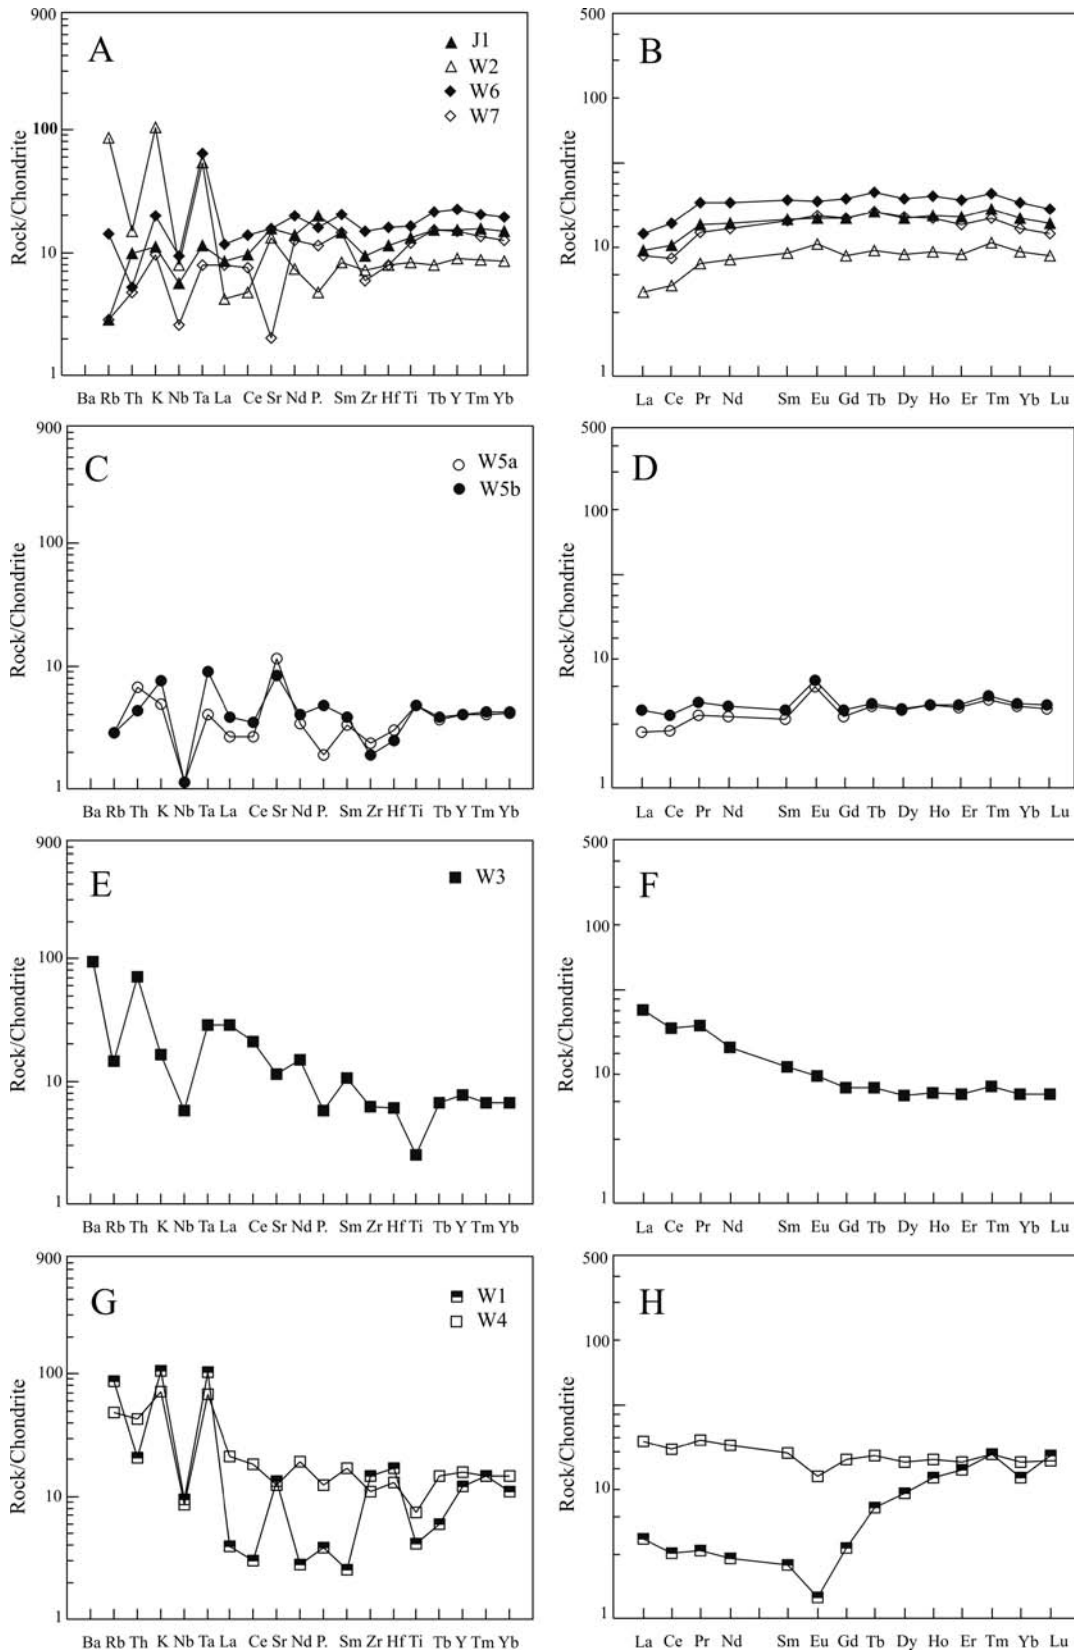 900
100
10
1
Rock/Chondrite
A
J1
W2
W6
W7
Ba Rb Th K Nb Ta La Ce Sr Nd P. Sm Zr Hf Ti Tb Y Tm Yb
500
100
10
1
Rock/Chondrite
B
La Ce Pr Nd Sm Eu Gd Tb Dy Ho Er Tm Yb Lu
900
100
10
1
Rock/Chondrite
C
W5a
W5b
Ba Rb Th K Nb Ta La Ce Sr Nd P. Sm Zr Hf Ti Tb Y Tm Yb
500
100
10
1
Rock/Chondrite
D
La Ce Pr Nd Sm Eu Gd Tb Dy Ho Er Tm Yb Lu
900
100
10
1
Rock/Chondrite
E
W3
Ba Rb Th K Nb Ta La Ce Sr Nd P. Sm Zr Hf Ti Tb Y Tm Yb
500
100
10
1
Rock/Chondrite
F
La Ce Pr Nd Sm Eu Gd Tb Dy Ho Er Tm Yb Lu
900
100
10
1
Rock/Chondrite
G
W1
W4
Ba Rb Th K Nb Ta La Ce Sr Nd P. Sm Zr Hf Ti Tb Y Tm Yb
500
100
10
1
Rock/Chondrite
H
La Ce Pr Nd Sm Eu Gd Tb Dy Ho Er Tm Yb Lu